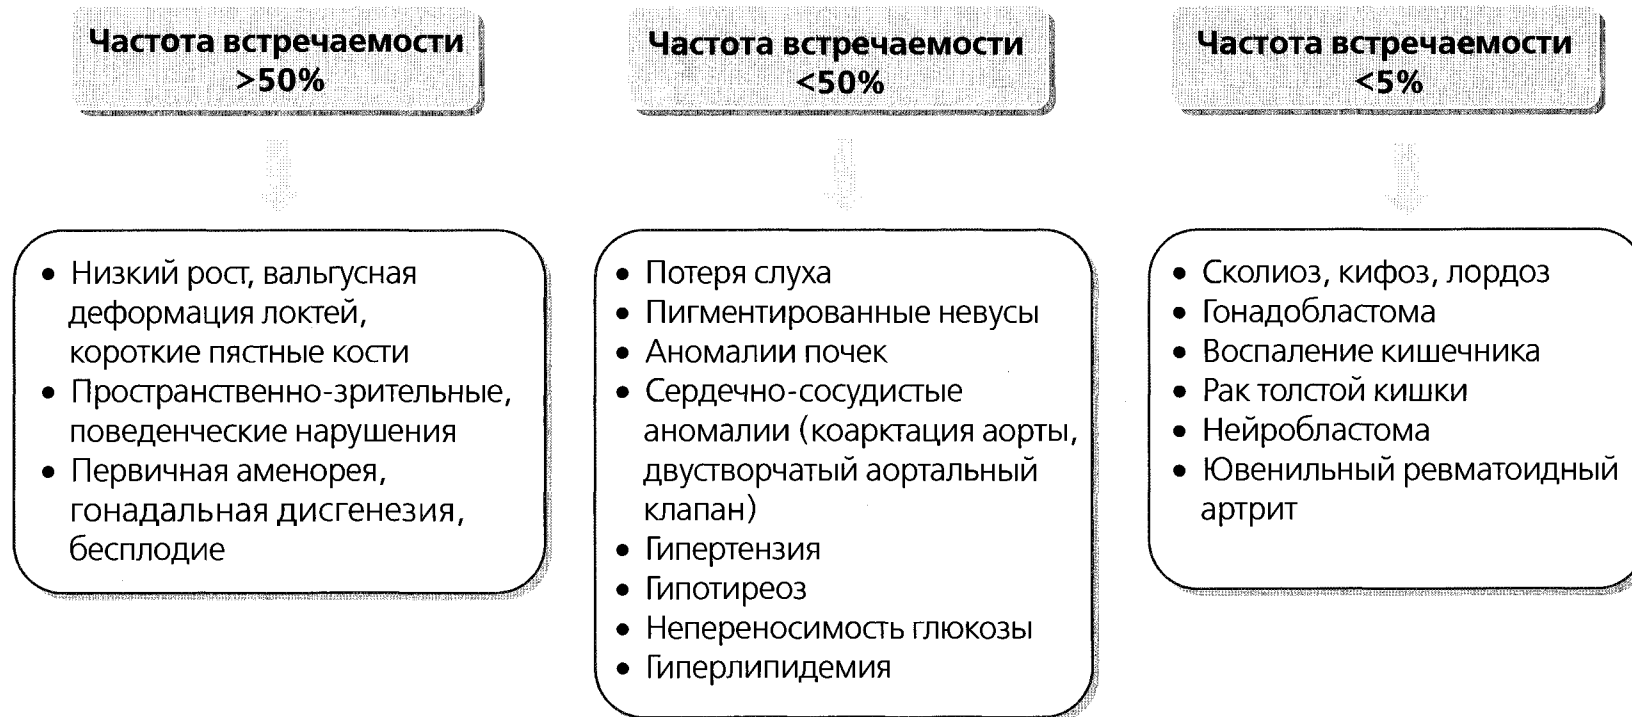 Частота встречаемости
>50%
Низкий рост, вальгусная
деформация локтей,
короткие пястные кости
Пространственно-зрительные,
поведенческие нарушения
Первичная аменорея,
гонадальная дисгенезия,
бесплодие
Частота встречаемости
<50%
Потеря слуха
Пигментированные невусы
Аномалии почек
Сердечно-сосудистые
аномалии (коарктация аорты,
двустворчатый аортальный
клапан)
Гипертензия
Гипотиреоз
Непереносимость глюкозы
Гиперлипидемия
Частота встречаемости
<5%
Сколиоз, кифоз, лордоз
Гонадобластома
Воспаление кишечника
Рак толстой кишки
Нейробластома
Ювенильный ревматоидный
артрит